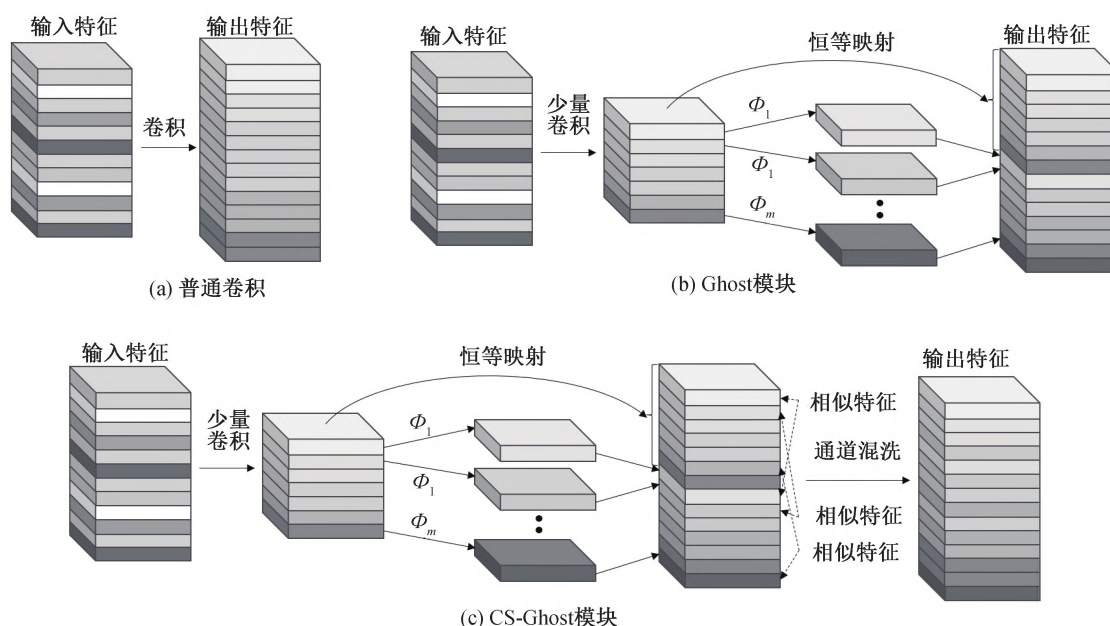 输入特征
卷积
输出特征
(a) 普通卷积
输入特征
少量
卷积
恒等映射
Φ1
Φ1
Φm
输出特征
(b) Ghost模块
输入特征
少量
卷积
恒等映射
Φ1
Φ1
Φm
相似特征
通道混洗
相似特征
相似特征
输出特征
(c) CS-Ghost模块